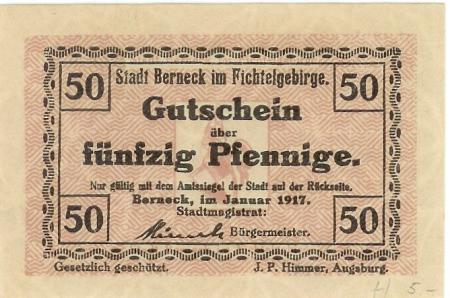 50 Stadt Berneck im Fichtelgebirge. 50
Gutschein
über
fünfzig Pfennige.
Nur gültig mit dem Amtssiegel der Stadt auf der Rückseite.
Berneck, im Januar 1917.
50 Stadtmagistrat: 50
Bürgermeister.
Gesetzlich geschützt. J. P. Himmer, Augsburg.
5.-